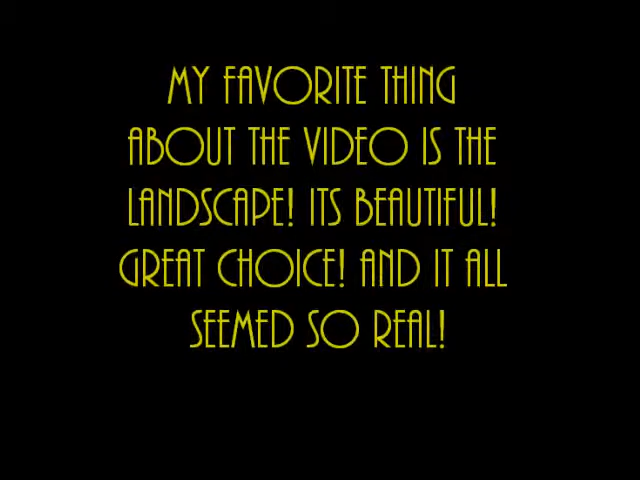 MY FAVORITE THING
ABOUT THE VIDEO IS THE
LANDSCAPE! ITS BEAUTIFUL!
GREAT CHOICE! AND IT ALL
SEEMED SO REAL!